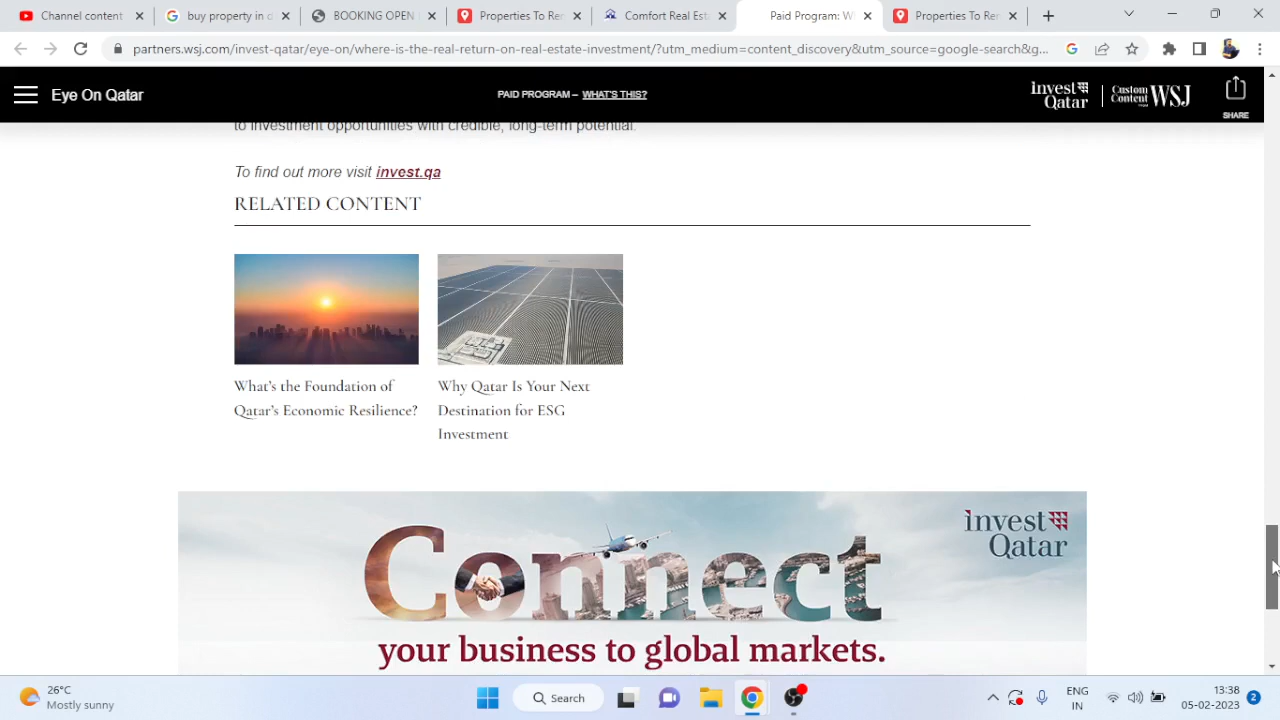 Channel content
buy property in d
BOOKING OPEN
Properties To Ren
Comfort Real Esta
Paid Program: W
Properties To Ren
partners.wsj.com/invest-qatar/eye-on/where-is-the-real-return-on-real-estate-investment/?utm_medium=content_discovery&utm_source=google-search&g...
Eye On Qatar
PAID PROGRAM – WHAT'S THIS?
invest Qatar
Custom Content WSJ
SHARE
to investment opportunities with credible, long-term potential.
To find out more visit invest.qa
RELATED CONTENT
What's the Foundation of
Qatar's Economic Resilience?
Why Qatar Is Your Next
Destination for ESG
Investment
invest
Qatar
Connect
your business to global markets.
26°C
Mostly sunny
Search
ENG
IN
13:38
05-02-2023
2